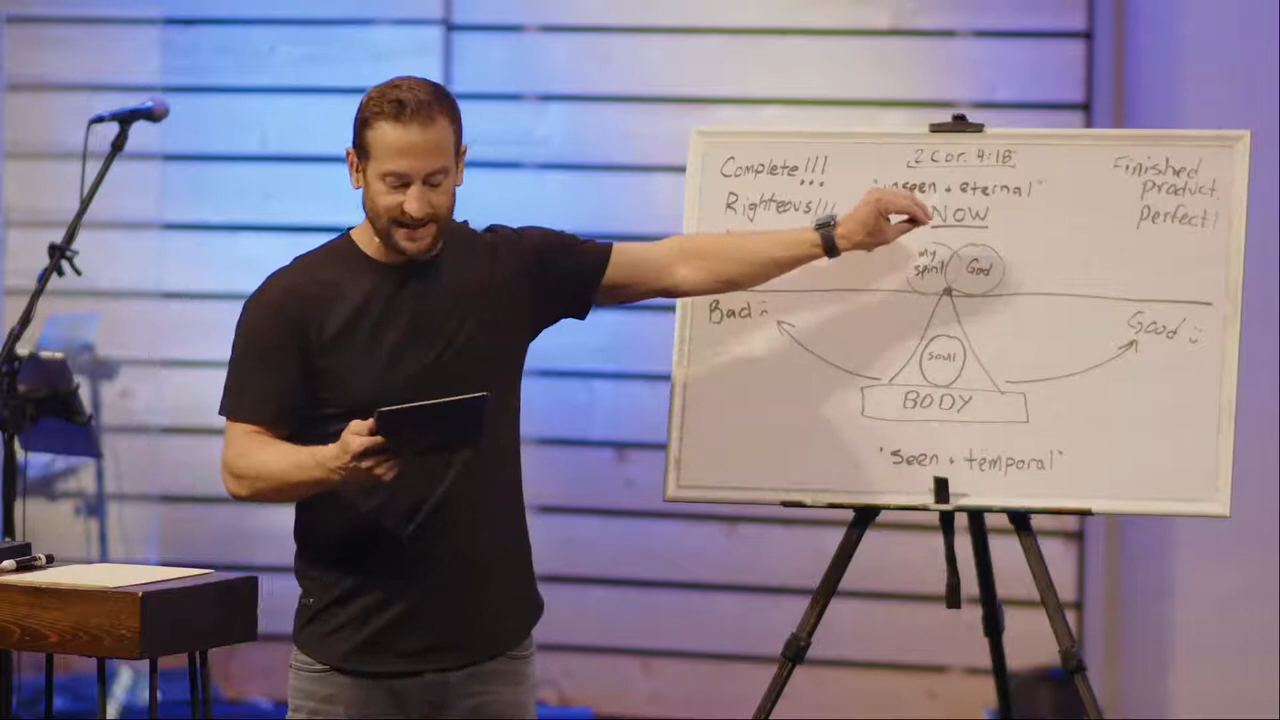 Complete!!!
Righteous!!!
2 Cor. 4:18
"unseen + eternal"
NOW
Finished
Product.
Perfect!
my
spirit
God
Bad :(
Good :)
soul
BODY
"seen + temporal"